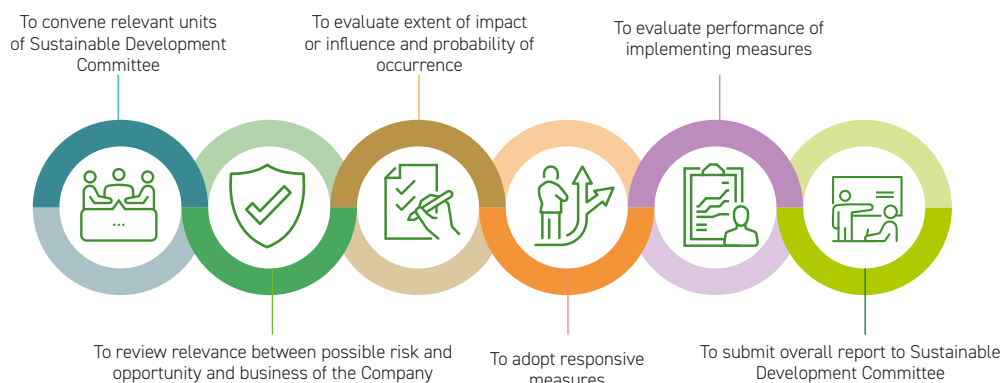 To convene relevant units
of Sustainable Development
Committee
To review relevance between possible risk and
opportunity and business of the Company
To evaluate extent of impact
or influence and probability of
occurrence
To adopt responsive
measures
To evaluate performance of
implementing measures
To submit overall report to Sustainable
Development Committee